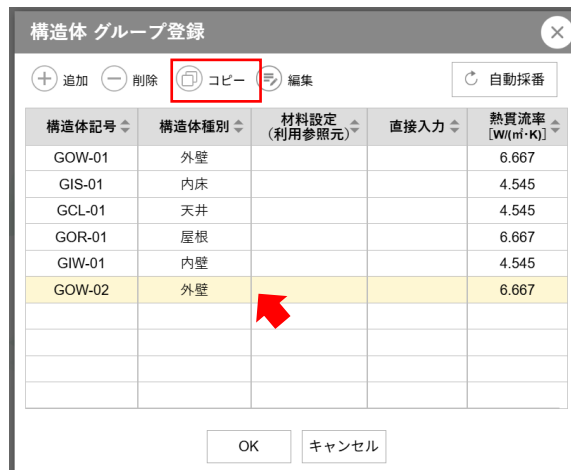 構造体 グループ登録
追加 削除 コピー 編集 自動採番
構造体記号 構造体種別 材料設定(利用参照元) 直接入力 熱貫流率[W/(㎡・K)]
GOW-01 外壁 6.667
GIS-01 内床 4.545
GCL-01 天井 4.545
GOR-01 屋根 6.667
GIW-01 内壁 4.545
GOW-02 外壁 6.667
OK キャンセル